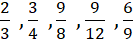 2/3 , 3/4 , 9/8 , 9/12 , 6/9